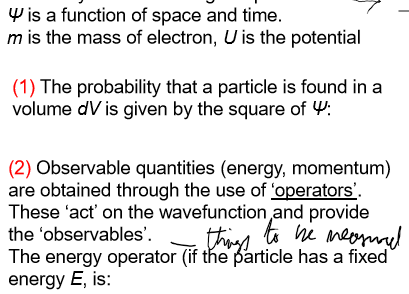 Ψ is a function of space and time.
m is the mass of electron, U is the potential
(1) The probability that a particle is found in a
volume dV is given by the square of Ψ:
(2) Observable quantities (energy, momentum)
are obtained through the use of ‘operators’.
These ‘act’ on the wavefunction and provide
the ‘observables’. — things to be measured
The energy operator (if the particle has a fixed
energy E, is: